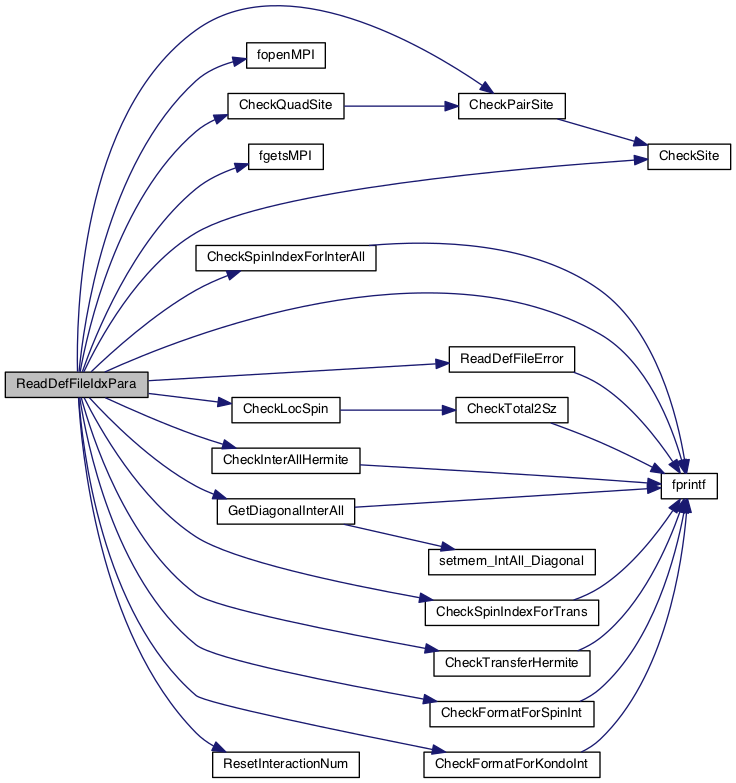 fopenMPI
CheckQuadSite
CheckPairSite
fgetsMPI
CheckSite
CheckSpinIndexForInterAll
ReadDefFileError
ReadDefFileIdxPara
CheckLocSpin
CheckTotal2Sz
CheckInterAllHermite
fprintf
GetDiagonalInterAll
setmem_IntAll_Diagonal
CheckSpinIndexForTrans
CheckTransferHermite
CheckFormatForSpinInt
ResetInteractionNum
CheckFormatForKondoInt